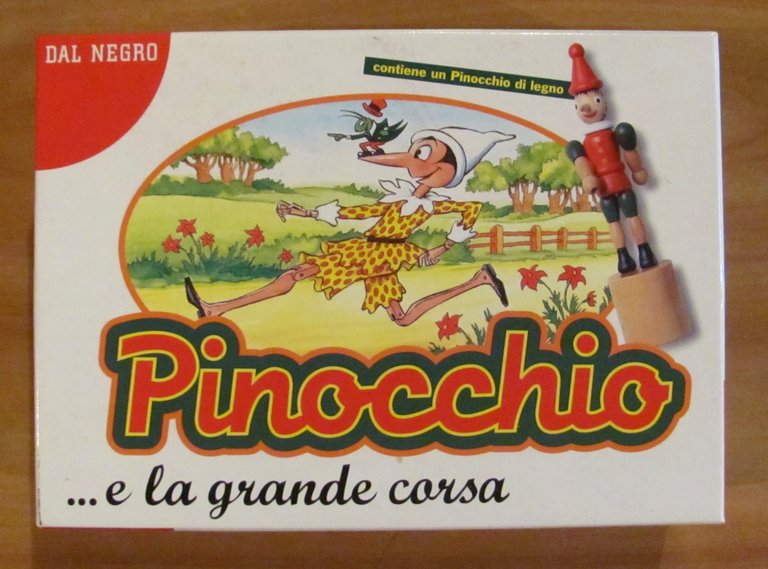 DAL NEGRO
contiene un Pinocchio di legno
Pinocchio
...e la grande corsa